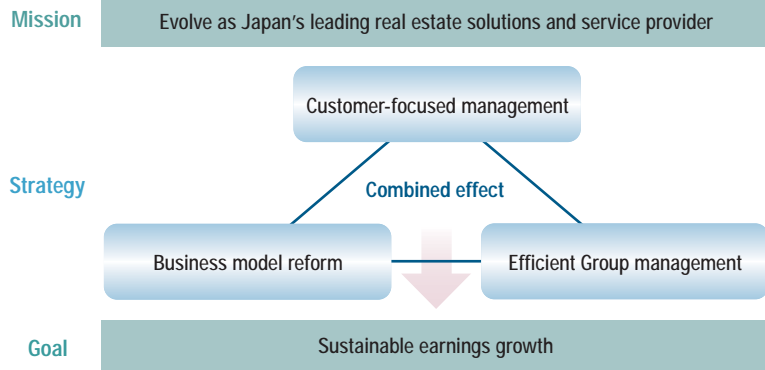 Mission
Evolve as Japan's leading real estate solutions and service provider
Customer-focused management
Strategy
Combined effect
Business model reform
Efficient Group management
Goal
Sustainable earnings growth